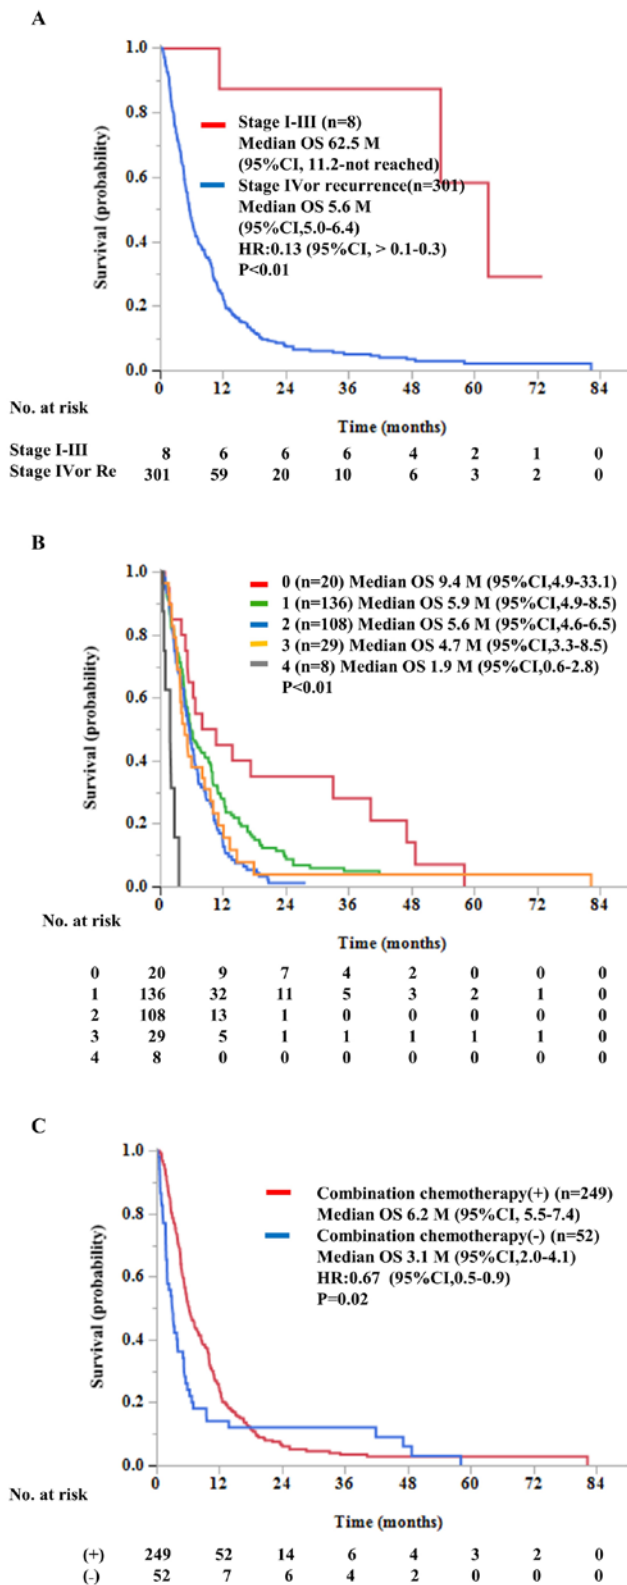 A
1.0
0.8
0.6
0.4
0.2
0.0
Survival (probability)
Stage I-III (n=8)
Median OS 62.5 M
(95%CI, 11.2-not reached)
Stage IVor recurrence(n=301)
Median OS 5.6 M
(95%CI,5.0-6.4)
HR:0.13 (95%CI, > 0.1-0.3)
P<0.01
0 12 24 36 48 60 72 84
No. at risk
Time (months)
Stage I-III 8 6 6 6 4 2 1 0
Stage IVor Re 301 59 20 10 6 3 2 0
B
1.0
0.8
0.6
0.4
0.2
0.0
Survival (probability)
0 (n=20) Median OS 9.4 M (95%CI,4.9-33.1)
1 (n=136) Median OS 5.9 M (95%CI,4.9-8.5)
2 (n=108) Median OS 5.6 M (95%CI,4.6-6.5)
3 (n=29) Median OS 4.7 M (95%CI,3.3-8.5)
4 (n=8) Median OS 1.9 M (95%CI,0.6-2.8)
P<0.01
0 12 24 36 48 60 72 84
No. at risk
Time (months)
0 20 9 7 4 2 0 0 0
1 136 32 11 5 3 2 1 0
2 108 13 1 0 0 0 0 0
3 29 5 1 1 1 1 1 0
4 8 0 0 0 0 0 0 0
C
1.0
0.8
0.6
0.4
0.2
0.0
Survival (probability)
Combination chemotherapy(+) (n=249)
Median OS 6.2 M (95%CI, 5.5-7.4)
Combination chemotherapy(-) (n=52)
Median OS 3.1 M (95%CI,2.0-4.1)
HR:0.67 (95%CI,0.5-0.9)
P=0.02
0 12 24 36 48 60 72 84
No. at risk
Time (months)
(+) 249 52 14 6 4 3 2 0
(-) 52 7 6 4 2 0 0 0